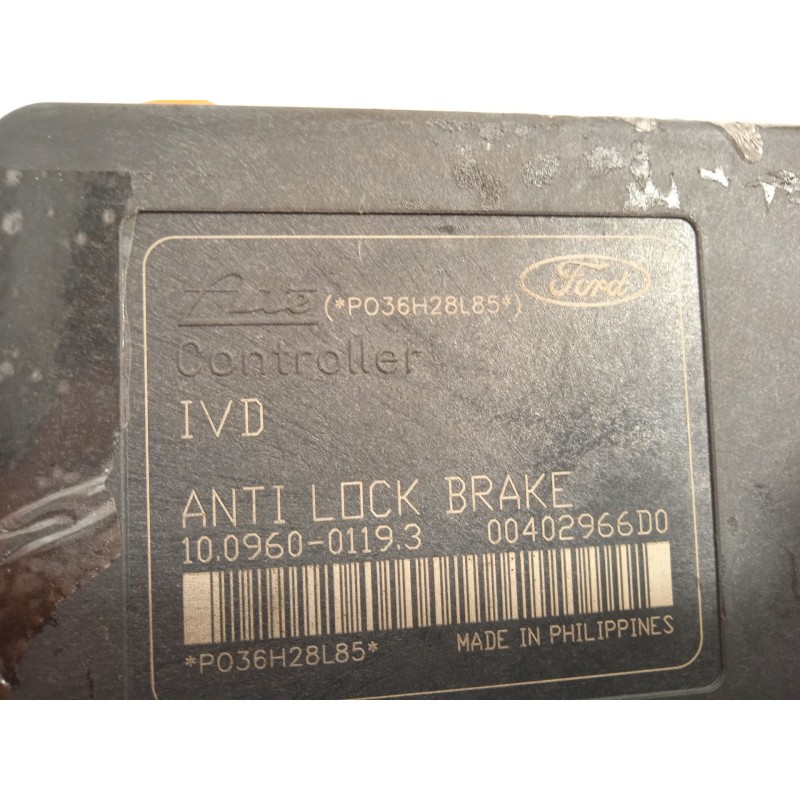 Ate (*P036H28L85*) Ford
Controller
IVD
ANTI LOCK BRAKE
10.0960-0119.3 00402966D0
*P036H28L85* MADE IN PHILIPPINES